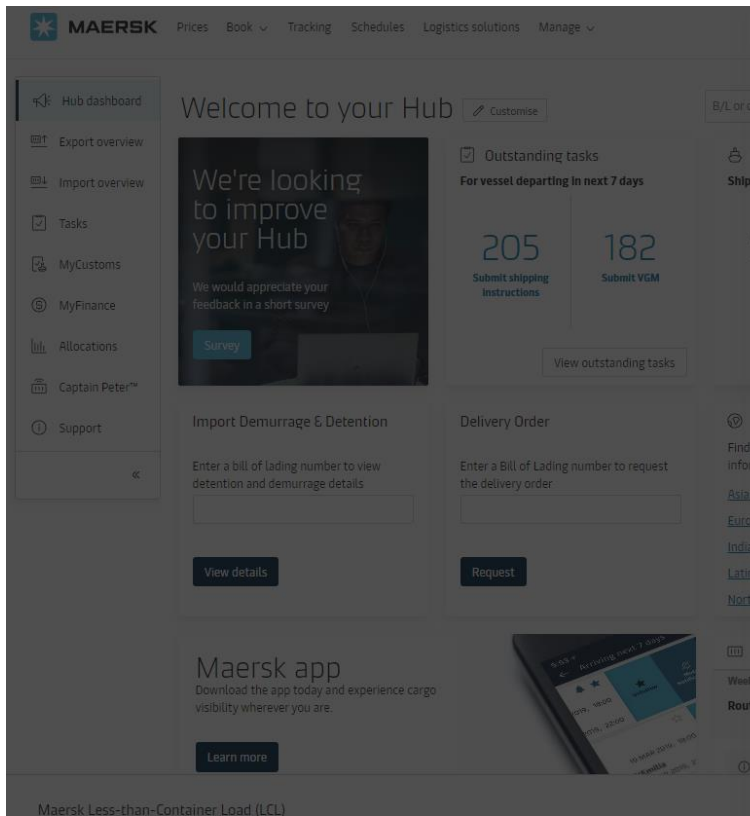 MAERSK
Prices Book Tracking Schedules Logistics solutions Manage
Hub dashboard
Export overview
Import overview
Tasks
MyCustoms
MyFinance
Allocations
Captain Peter™
Support
«
Welcome to your Hub
Customise
B/L or
We're looking
to improve
your Hub
We would appreciate your
feedback in a short survey
Survey
Outstanding tasks
For vessel departing in next 7 days
205
Submit shipping
instructions
182
Submit VGM
View outstanding tasks
Ship
Import Demurrage & Detention
Enter a bill of lading number to view
detention and demurrage details
View details
Delivery Order
Enter a Bill of Lading number to request
the delivery order
Request
Find
info
Asia
Euro
India
Latin
Nort
Maersk app
Download the app today and experience cargo
visibility wherever you are.
Learn more
Arriving next 7 days
Week
Rout
Maersk Less-than-Container Load (LCL)